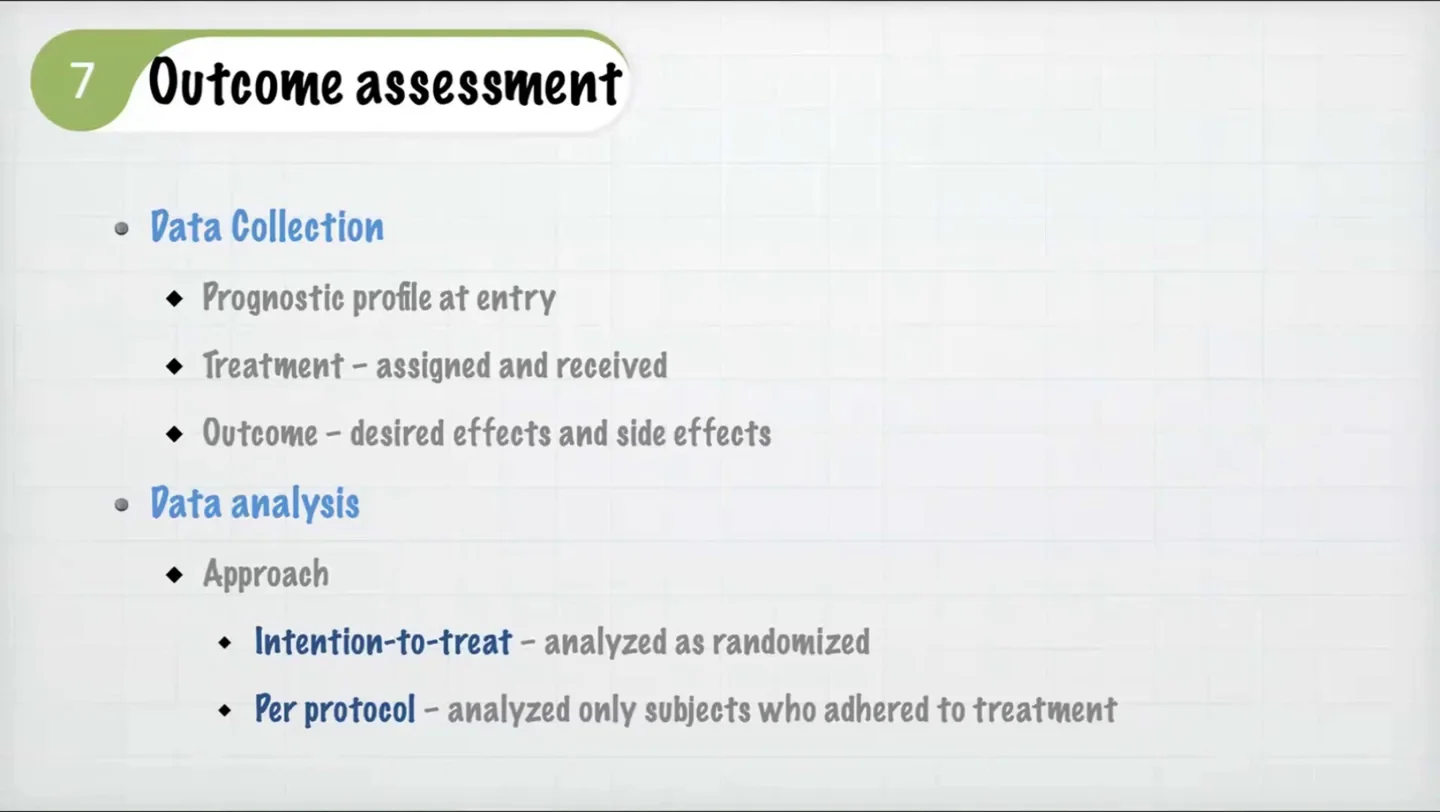 7
Outcome assessment
Data Collection
Prognostic profile at entry
Treatment – assigned and received
Outcome – desired effects and side effects
Data analysis
Approach
Intention-to-treat – analyzed as randomized
Per protocol – analyzed only subjects who adhered to treatment